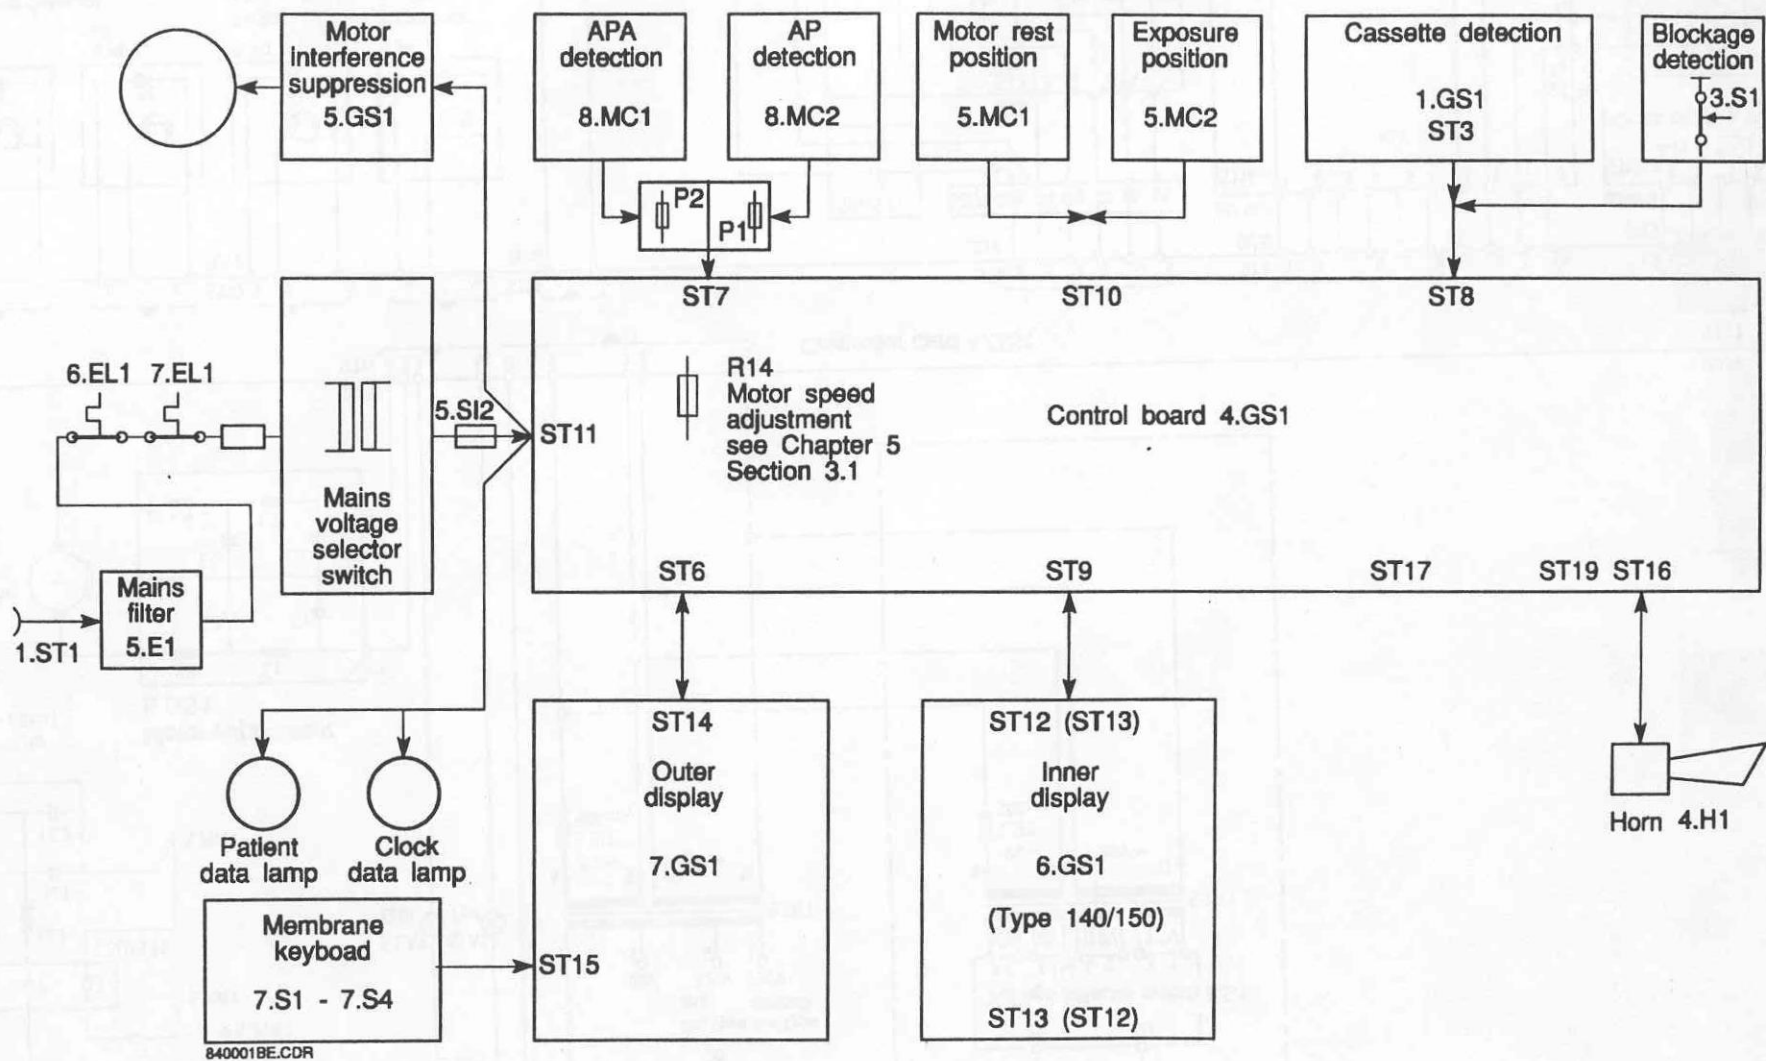 Motor
interference
suppression
5.GS1
APA
detection
8.MC1
AP
detection
8.MC2
Motor rest
position
5.MC1
Exposure
position
5.MC2
Cassette detection
1.GS1
ST3
Blockage
detection
3.S1
P2
P1
ST7
ST10
ST8
6.EL1 7.EL1
5.SI2
ST11
R14
Motor speed
adjustment
see Chapter 5
Section 3.1
Control board 4.GS1
Mains
voltage
selector
switch
ST6
ST9
ST17
ST19 ST16
Mains
filter
5.E1
1.ST1
ST14
Outer
display
7.GS1
ST15
ST12 (ST13)
Inner
display
6.GS1
(Type 140/150)
ST13 (ST12)
Horn 4.H1
Patient
data lamp
Clock
data lamp
Membrane
keyboad
7.S1 - 7.S4
840001BE.CDR